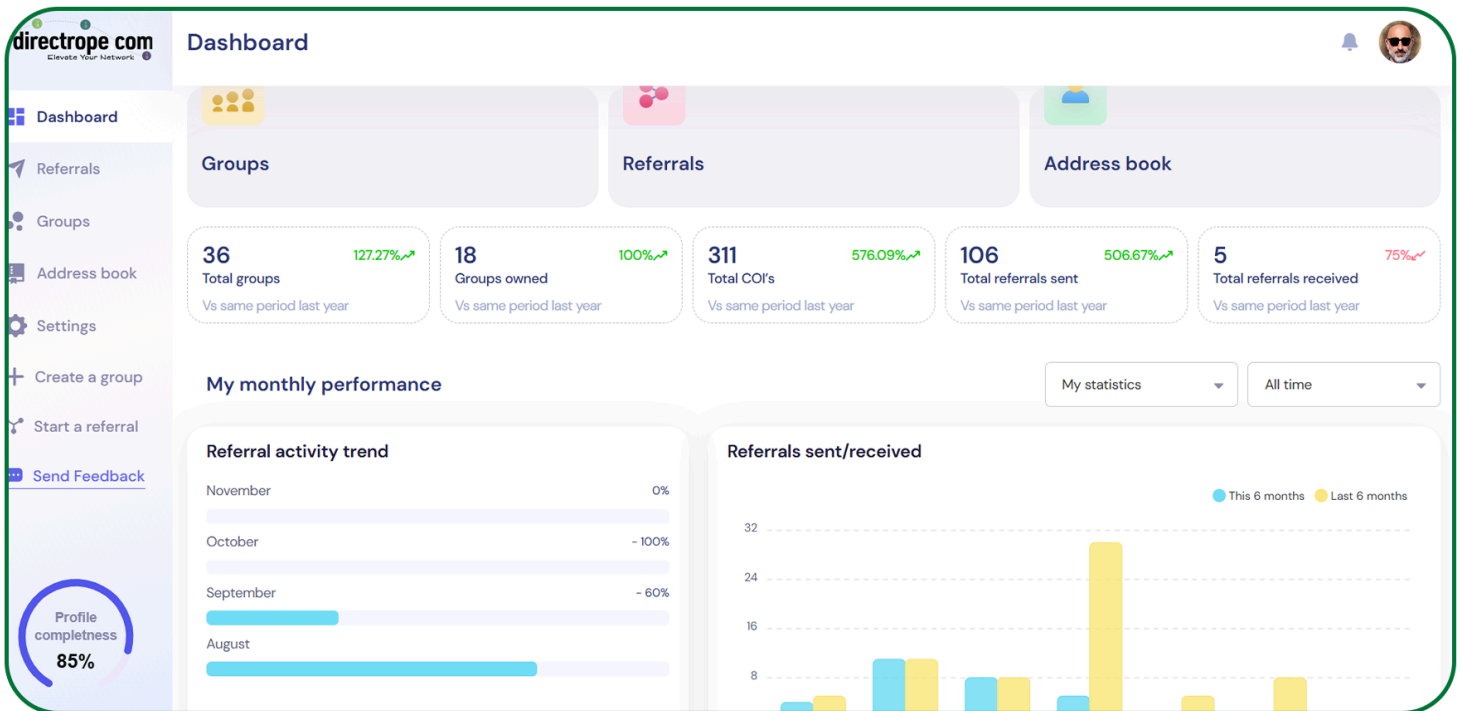 directrope com
Elevate Your Network
Dashboard
Dashboard
Referrals
Groups
Address book
Settings
Create a group
Start a referral
Send Feedback
Profile
completness
85%
Groups
Referrals
Address book
36 127.27%
Total groups
Vs same period last year
18 100%
Groups owned
Vs same period last year
311 576.09%
Total COI's
Vs same period last year
106 506.67%
Total referrals sent
Vs same period last year
5 75%
Total referrals received
Vs same period last year
My monthly performance
My statistics
All time
Referral activity trend
November 0%
October - 100%
September - 60%
August
Referrals sent/received
This 6 months Last 6 months
32
24
16
8